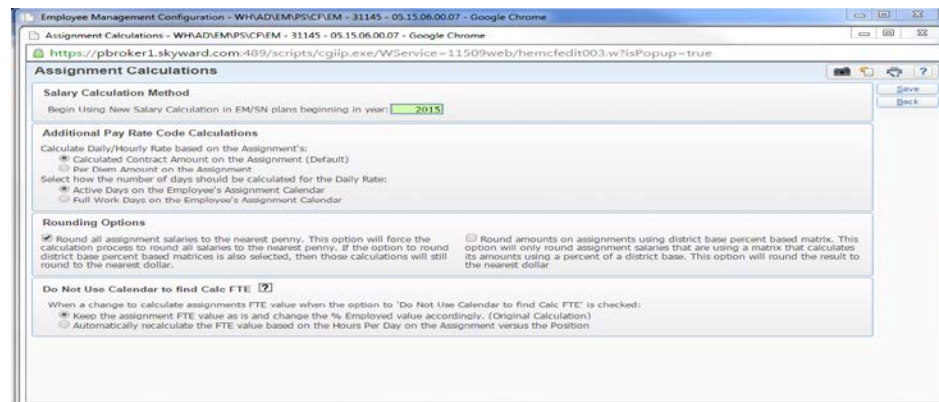 Employee Management Configuration - WH\AD\EM\PS\CF\EM - 31145 - 05.15.06.00.07 - Google Chrome
Assignment Calculations - WH\AD\EM\PS\CF\EM - 31145 - 05.15.06.00.07 - Google Chrome
https://pbroker1.skyward.com:489/scripts/cgiip.exe/WService=11509web/hemcfedit003.w?isPopup=true
Assignment Calculations
?
Save
Back
Salary Calculation Method
Begin Using New Salary Calculation in EM/SN plans beginning in year: 2015
Additional Pay Rate Code Calculations
Calculate Daily/Hourly Rate based on the Assignment's:
Calculated Contract Amount on the Assignment (Default)
Per Diem Amount on the Assignment
Select how the number of days should be calculated for the Daily Rate:
Active Days on the Employee's Assignment Calendar
Full Work Days on the Employee's Assignment Calendar
Rounding Options
Round all assignment salaries to the nearest penny. This option will force the
calculation process to round all salaries to the nearest penny. If the option to round
district base percent based matrices is also selected, then those calculations will still
round to the nearest dollar.
Round amounts on assignments using district base percent based matrix. This
option will only round assignment salaries that are using a matrix that calculates
its amounts using a percent of a district base. This option will round the result to
the nearest dollar
Do Not Use Calendar to find Calc FTE ?
When a change to calculate assignments FTE value when the option to 'Do Not Use Calendar to find Calc FTE' is checked:
Keep the assignment FTE value as is and change the % Employed value accordingly. (Original Calculation)
Automatically recalculate the FTE value based on the Hours Per Day on the Assignment versus the Position